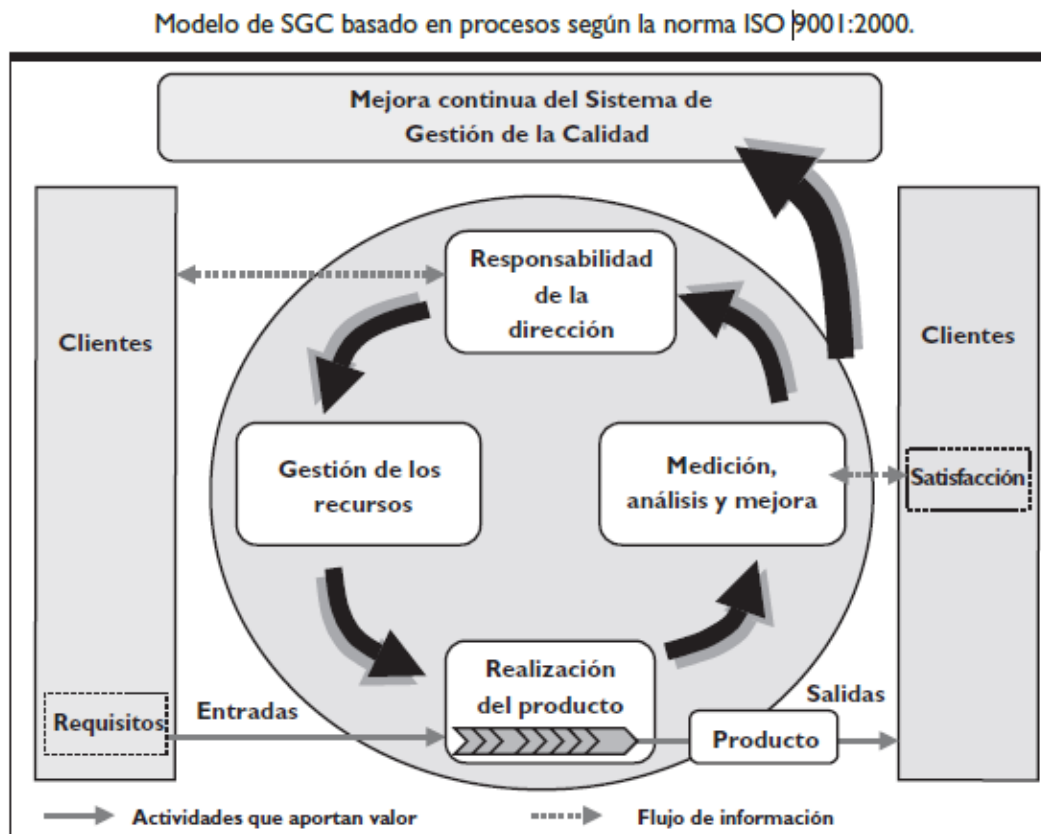 Modelo de SGC basado en procesos según la norma ISO 9001:2000.
Mejora continua del Sistema de
Gestión de la Calidad
Responsabilidad
de la
dirección
Clientes
Clientes
Gestión de los
recursos
Medición,
análisis y mejora
Satisfacción
Realización
del producto
Requisitos
Entradas
Salidas
Producto
Actividades que aportan valor
Flujo de información